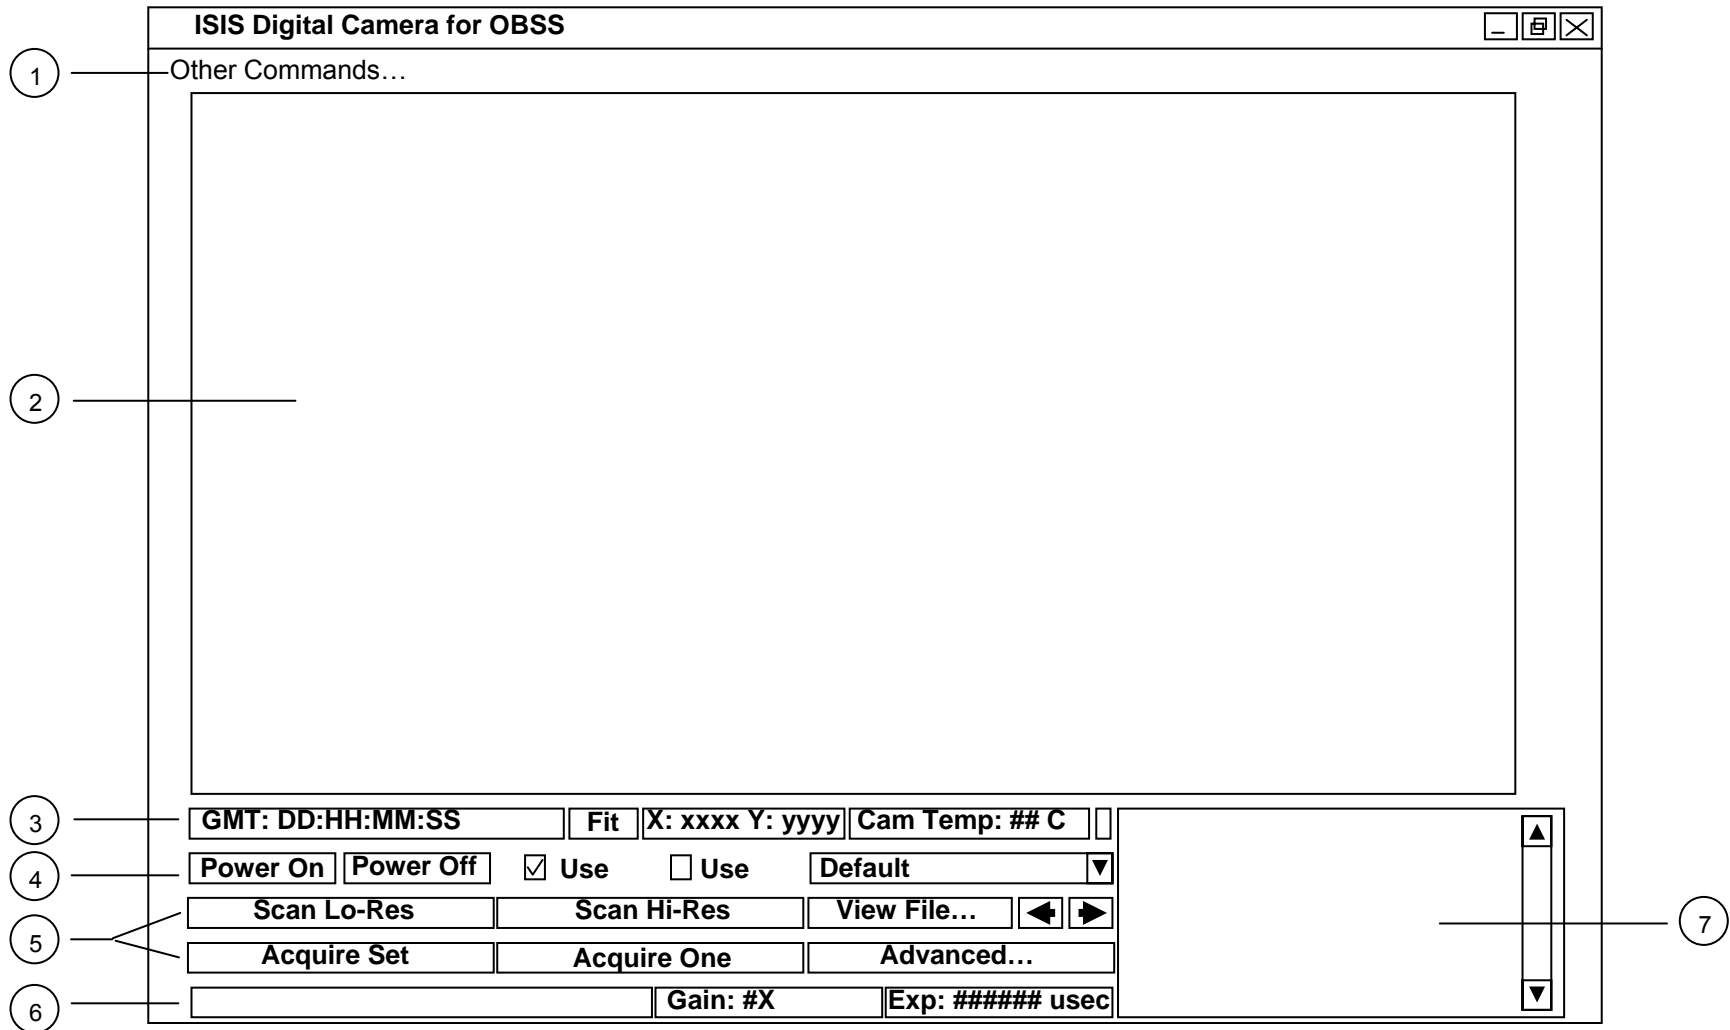 ISIS Digital Camera for OBSS
1
Other Commands…
2
3
GMT: DD:HH:MM:SS Fit X: xxxx Y: yyyy Cam Temp: ## C
4
Power On Power Off Use Use Default
5
Scan Lo-Res Scan Hi-Res View File…
7
Acquire Set Acquire One Advanced…
6
Gain: #X Exp: ###### usec